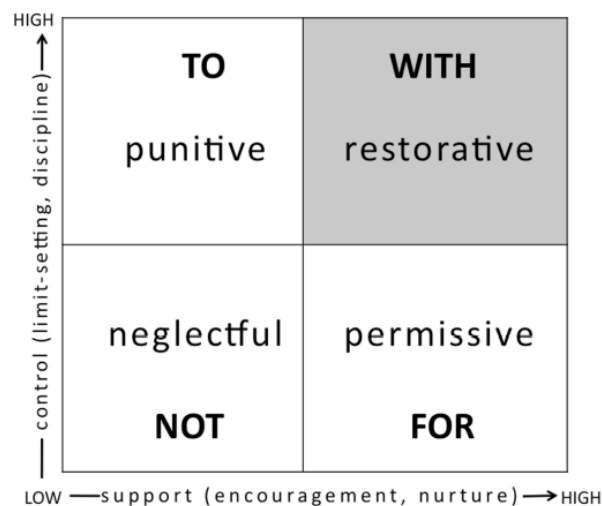 HIGH
TO
WITH
punitive
restorative
control (limit-setting, discipline)
neglectful
permissive
NOT
FOR
LOW
support (encouragement, nurture)
HIGH